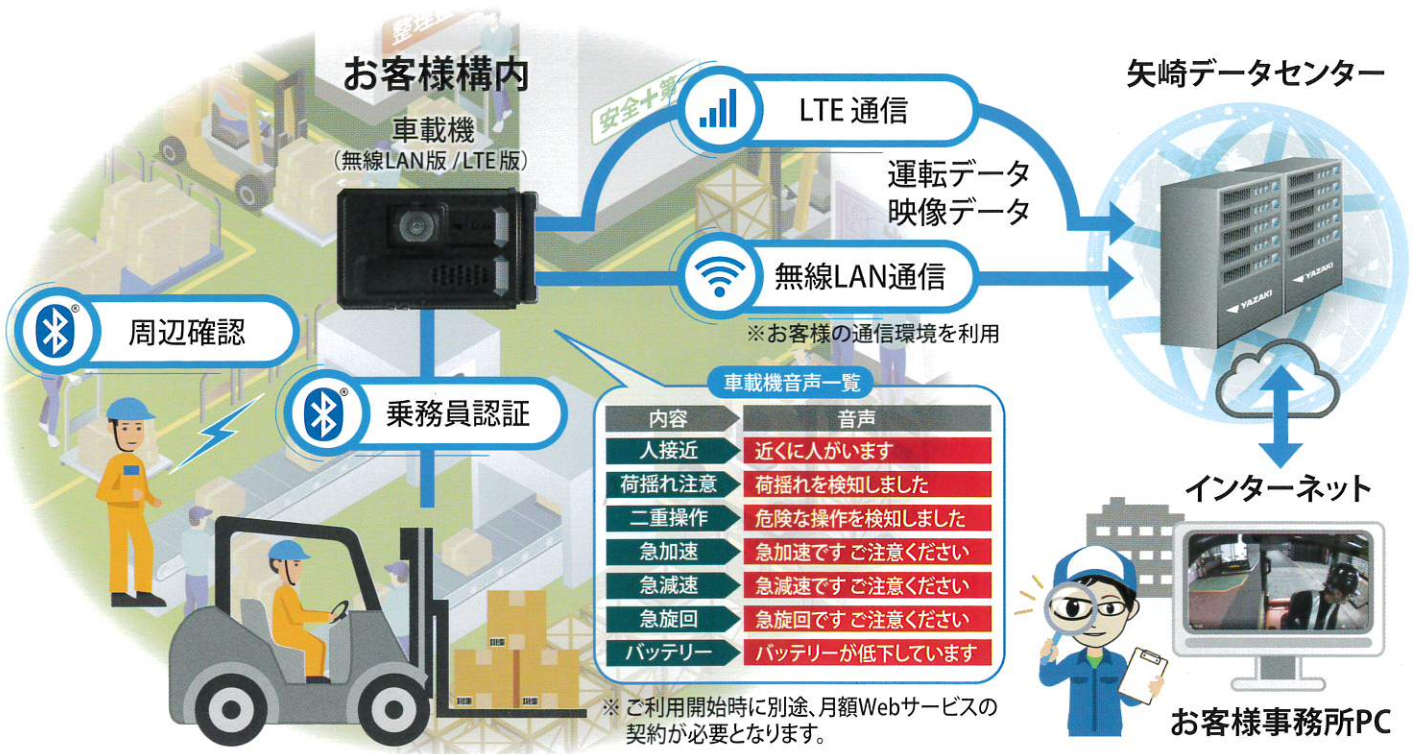 整理
安全十第
お客様構内
車載機
(無線LAN版 / LTE版)
LTE 通信
運転データ
映像データ
無線LAN通信
※お客様の通信環境を利用
矢崎データセンター
YAZAKI
YAZAKI
周辺確認
乗務員認証
車載機音声一覧
内容 音声
人接近 近くに人がいます
荷揺れ注意 荷揺れを検知しました
二重操作 危険な操作を検知しました
急加速 急加速です ご注意ください
急減速 急減速です ご注意ください
急旋回 急旋回です ご注意ください
バッテリー バッテリーが低下しています
※ ご利用開始時に別途、月額Webサービスの
契約が必要となります。
インターネット
お客様事務所PC